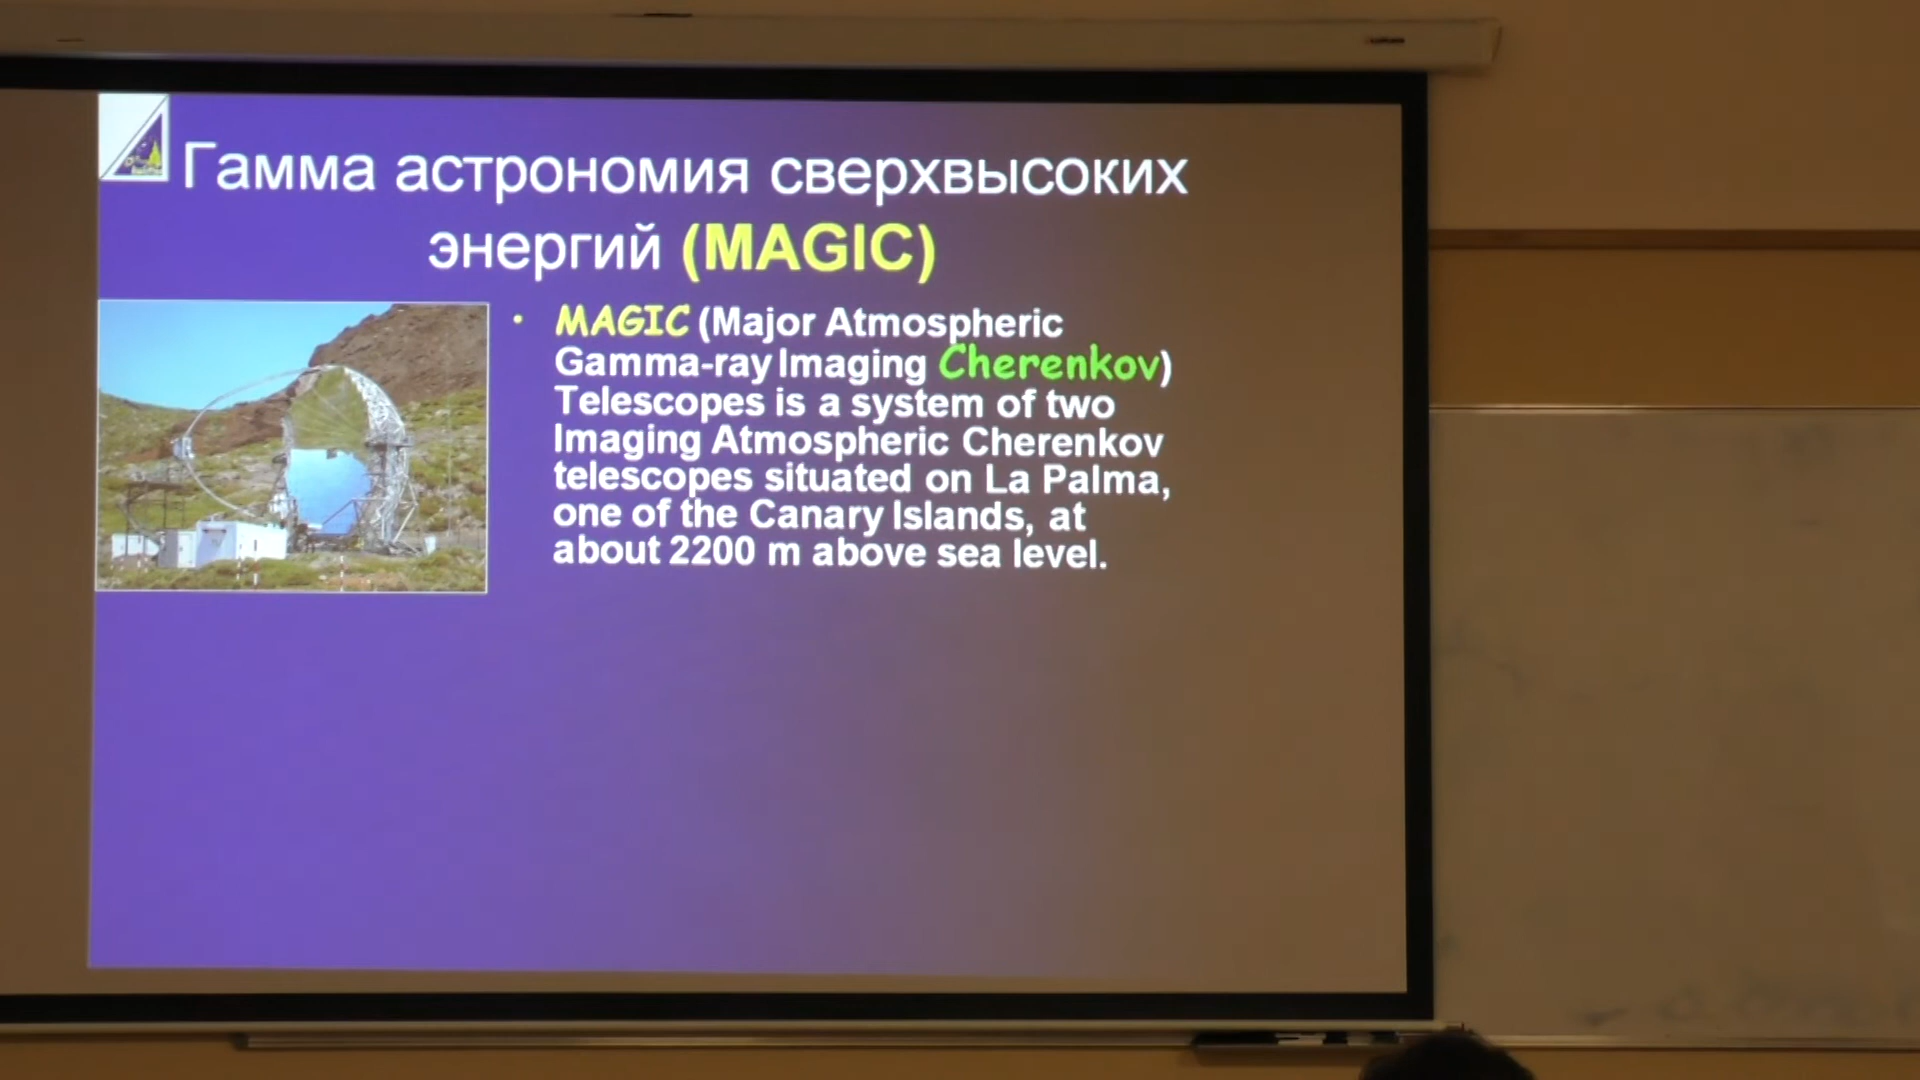 Гамма астрономия сверхвысоких
энергий (MAGIC)
• MAGIC (Major Atmospheric
Gamma-ray Imaging Cherenkov)
Telescopes is a system of two
Imaging Atmospheric Cherenkov
telescopes situated on La Palma,
one of the Canary Islands, at
about 2200 m above sea level.